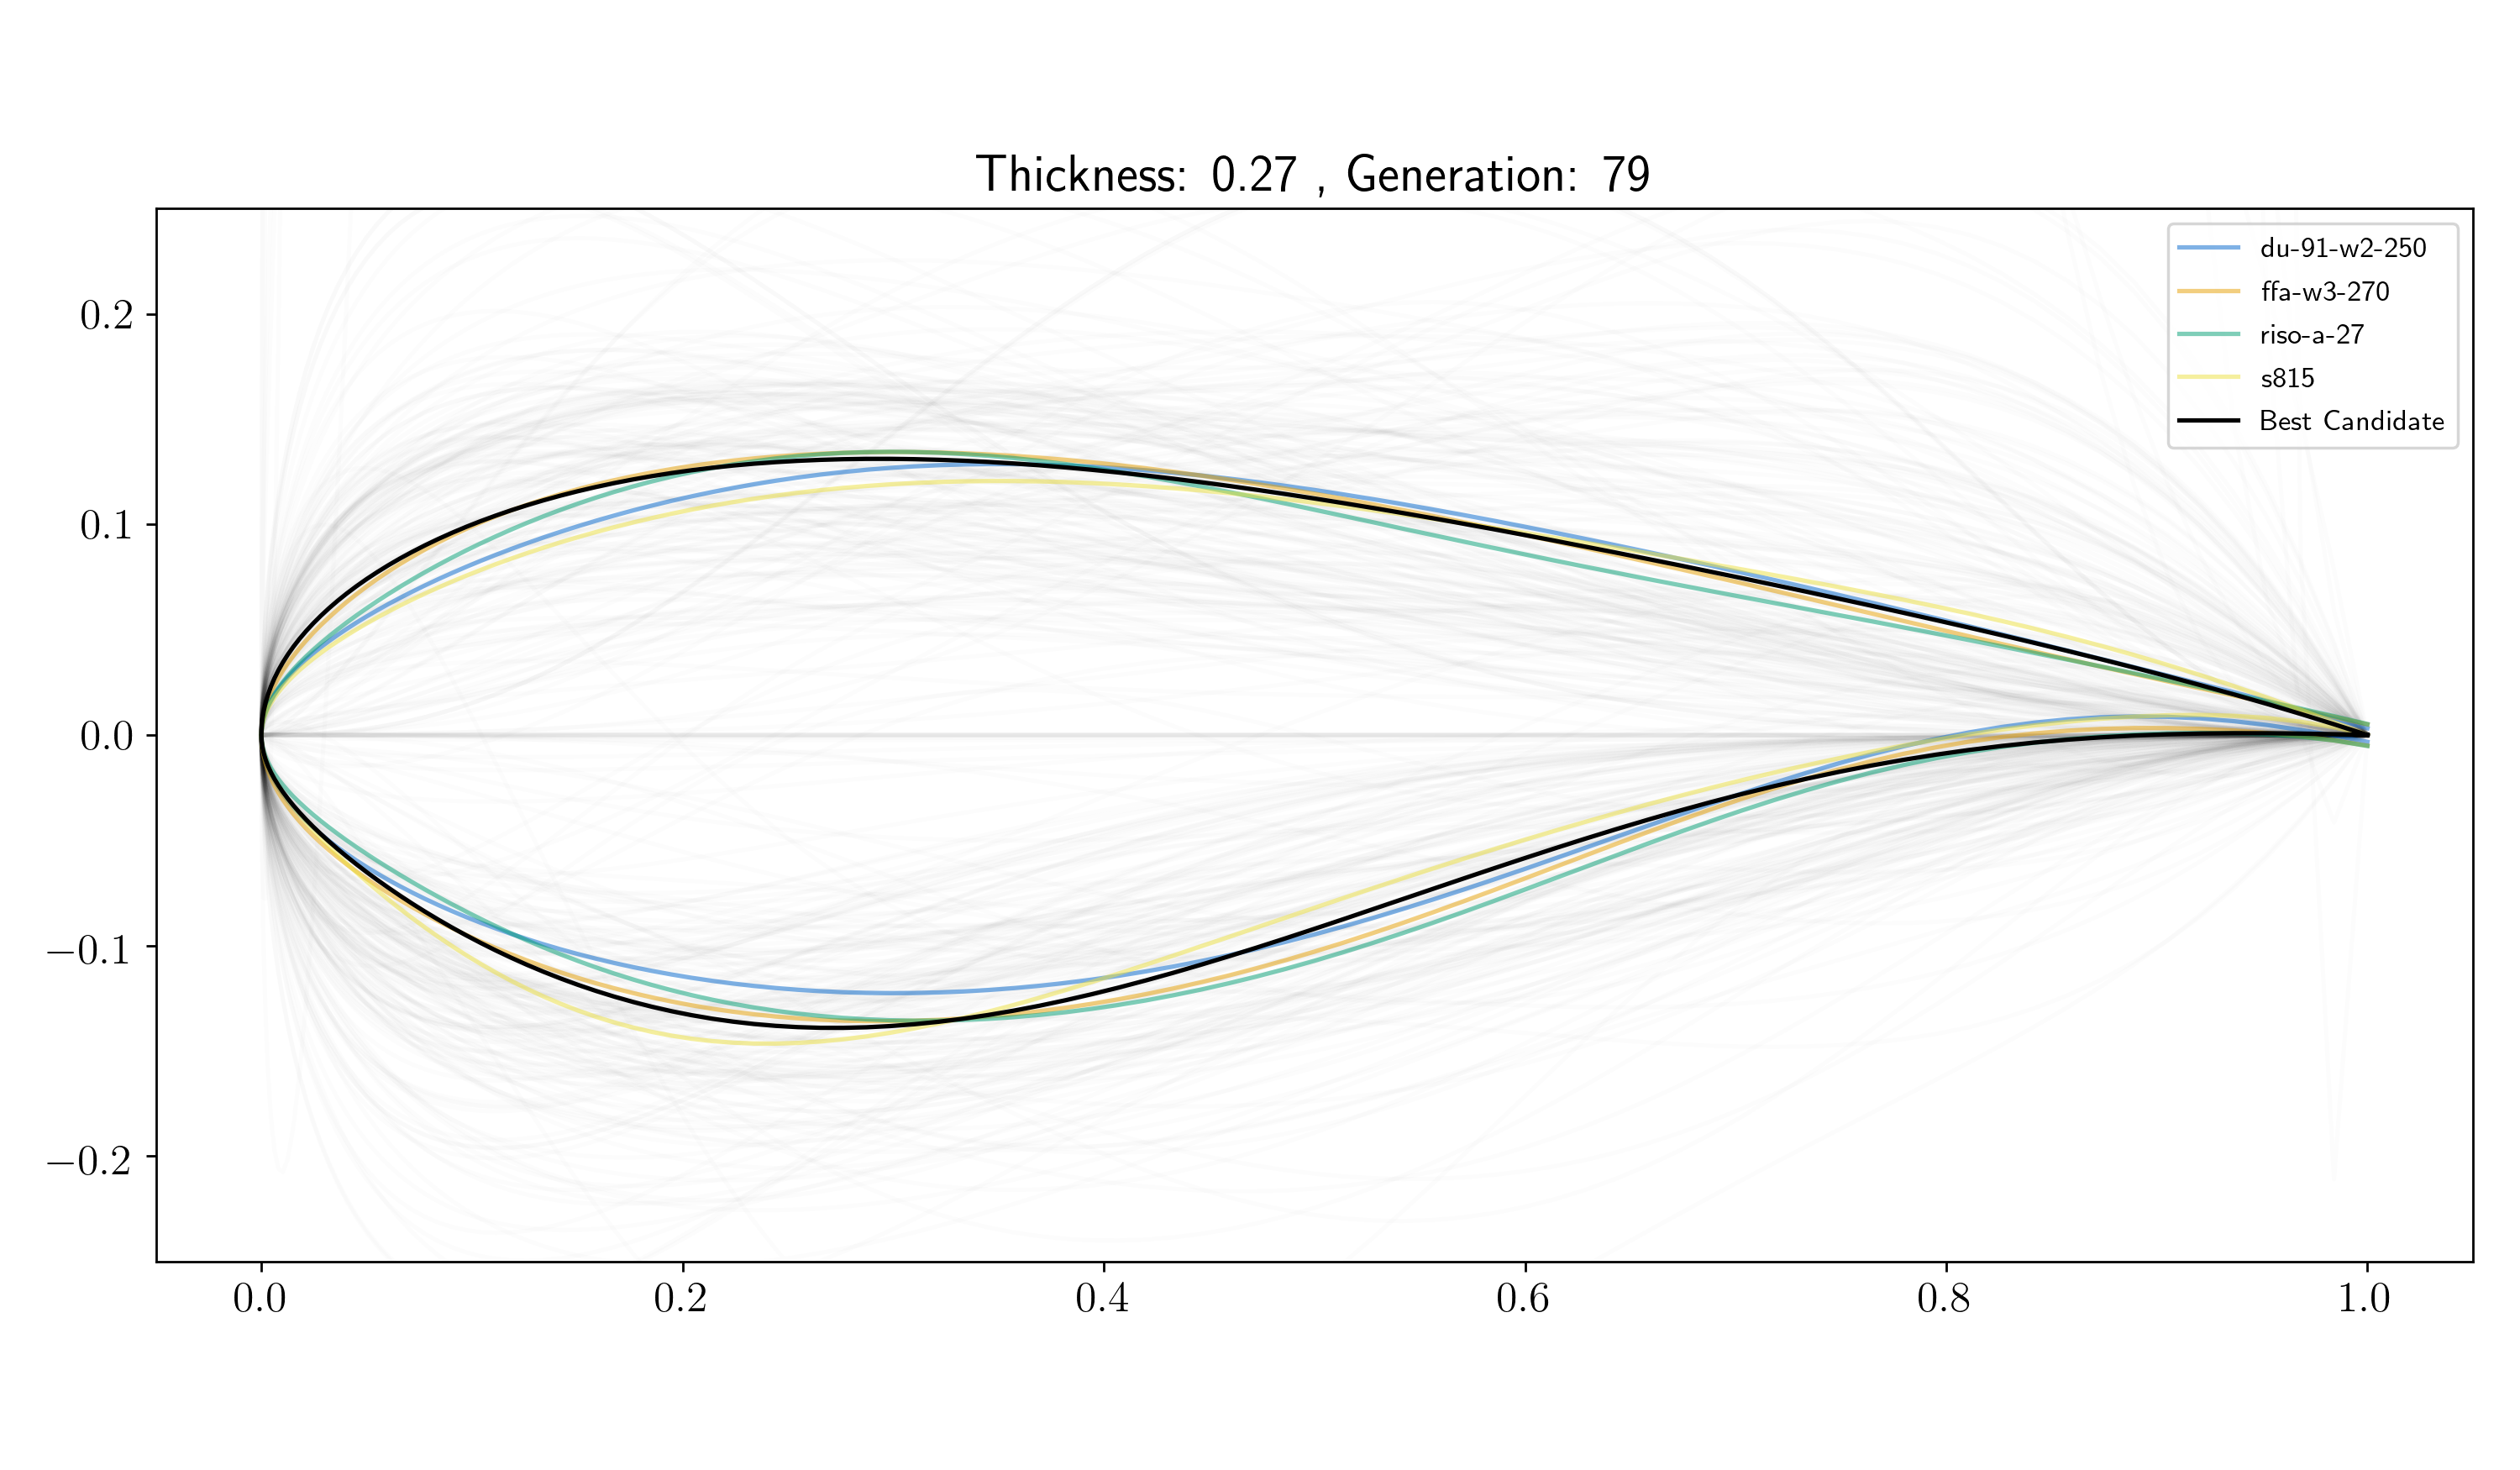 Thickness: 0.27 , Generation: 79
du-91-w2-250
ffa-w3-270
riso-a-27
s815
Best Candidate
0.2
0.1
0.0
−0.1
−0.2
0.0 0.2 0.4 0.6 0.8 1.0